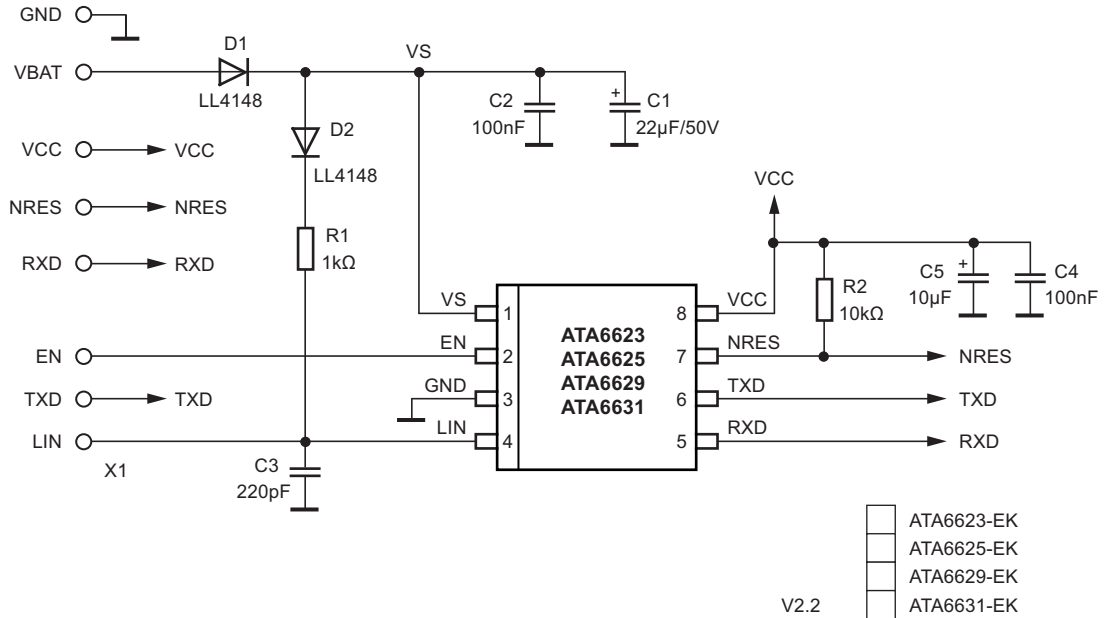 GND
D1
VS
VBAT
LL4148
C2
100nF
+
C1
22µF/50V
D2
LL4148
VCC
VCC
VCC
NRES
NRES
R1
1kΩ
RXD
RXD
R2
10kΩ
C5
10µF
+
C4
100nF
VS
1
ATA6623
ATA6625
ATA6629
ATA6631
8
VCC
EN
EN
2
7
NRES
NRES
TXD
TXD
GND
3
6
TXD
TXD
LIN
LIN
4
5
RXD
RXD
X1
C3
220pF
ATA6623-EK
ATA6625-EK
ATA6629-EK
V2.2
ATA6631-EK